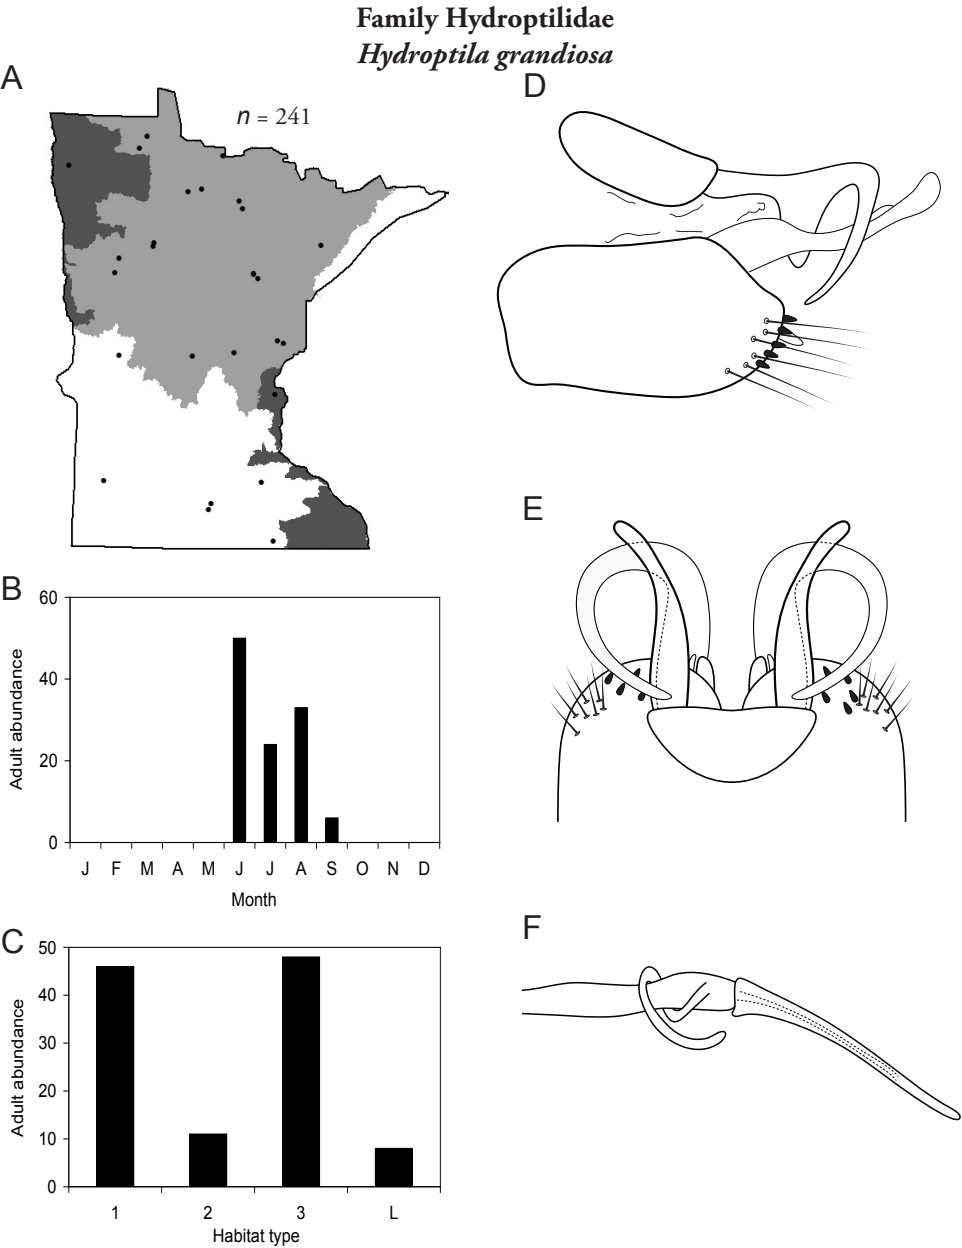 Family Hydroptilidae
Hydroptila grandiosa
A
n = 241
B
60
40
20
0
Adult abundance
J F M A M J J A S O N D
Month
C
50
40
30
20
10
0
Adult abundance
1 2 3 L
Habitat type
D
E
F